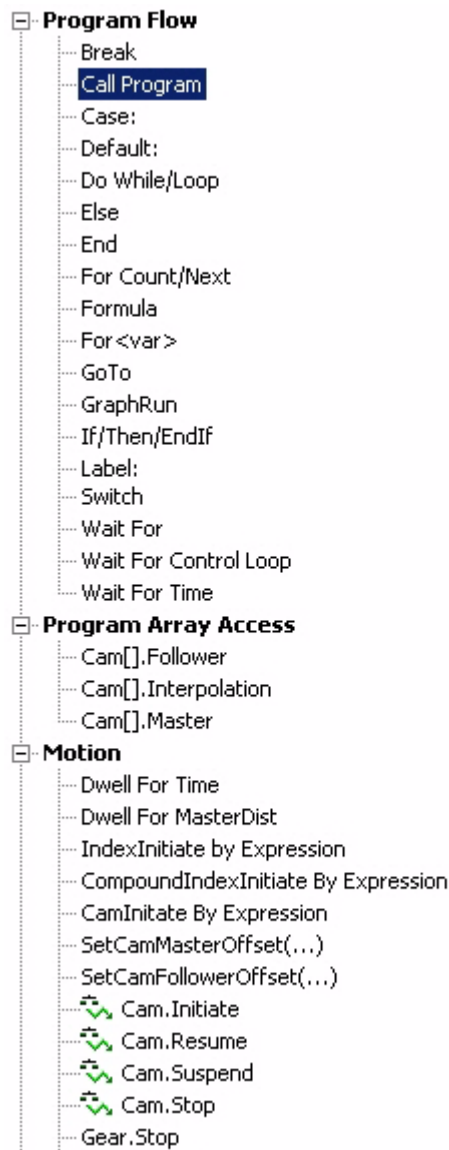 Program Flow
Break
Call Program
Case:
Default:
Do While/Loop
Else
End
For Count/Next
Formula
For<var>
GoTo
GraphRun
If/Then/EndIf
Label:
Switch
Wait For
Wait For Control Loop
Wait For Time
Program Array Access
Cam[].Follower
Cam[].Interpolation
Cam[].Master
Motion
Dwell For Time
Dwell For MasterDist
IndexInitiate by Expression
CompoundIndexInitiate By Expression
CamInitate By Expression
SetCamMasterOffset(...)
SetCamFollowerOffset(...)
Cam.Initiate
Cam.Resume
Cam.Suspend
Cam.Stop
Gear.Stop